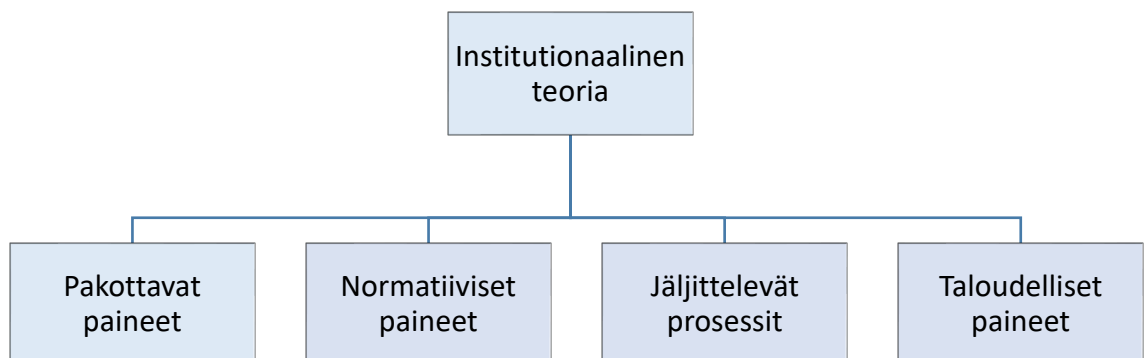 Institutionaalinen
teoria
Pakottavat
paineet
Normatiiviset
paineet
Jäljittelevät
prosessit
Taloudelliset
paineet